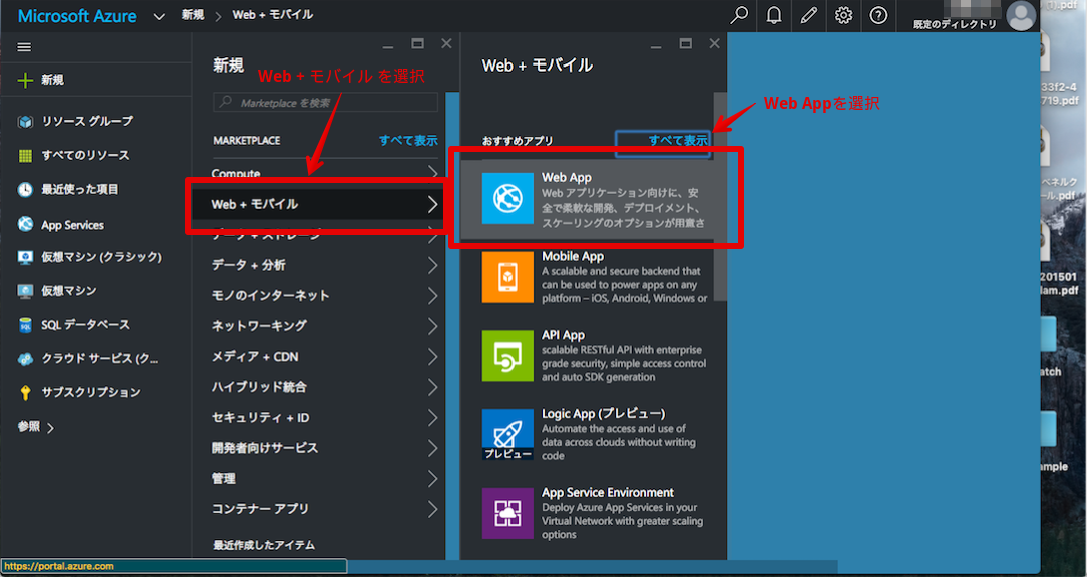 Microsoft Azure
新規
Web + モバイル
既定のディレクトリ
新規
リソース グループ
すべてのリソース
最近使った項目
App Services
仮想マシン (クラシック)
仮想マシン
SQL データベース
クラウド サービス (ク...
サブスクリプション
参照
新規
Web + モバイル を選択
Marketplace を検索
MARKETPLACE
すべて表示
Compute
Web + モバイル
データ + ストレージ
データ + 分析
モノのインターネット
ネットワーキング
メディア + CDN
ハイブリッド統合
セキュリティ + ID
開発者向けサービス
管理
コンテナー アプリ
最近作成したアイテム
Web + モバイル
Web Appを選択
おすすめアプリ
すべて表示
Web App
Web アプリケーション向けに、安
全で柔軟な開発、デプロイメント、
スケーリングのオプションが用意さ
Mobile App
A scalable and secure backend that
can be used to power apps on any
platform – iOS, Android, Windows or
API App
scalable RESTful API with enterprise
grade security, simple access control
and auto SDK generation
Logic App (プレビュー)
Automate the access and use of
data across clouds without writing
code
プレビュー
App Service Environment
Deploy Azure App Services in your
Virtual Network with greater scaling
options
https://portal.azure.com
).pdf
33f2-4
719.pdf
ペネルク
ール.pdf
201501
lam.pdf
atch
mple